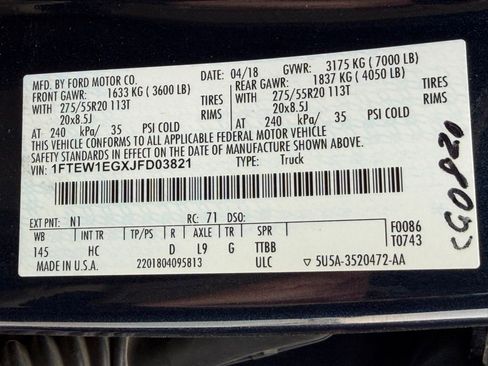 MFD. BY FORD MOTOR CO.
DATE: 04/18 GVWR: 3175 KG ( 7000 LB)
FRONT GAWR: 1633 KG ( 3600 LB) REAR GAWR: 1837 KG ( 4050 LB)
275/55R20 113T TIRES 275/55R20 113T TIRES
20x8.5J RIMS 20x8.5J RIMS
AT 240 kPa/ 35 PSI COLD AT 240 kPa/ 35 PSI COLD
THIS VEHICLE CONFORMS TO ALL APPLICABLE FEDERAL MOTOR VEHICLE
SAFETY STANDARDS IN EFFECT ON THE DATE OF MANUFACTURE SHOWN ABOVE.
VIN: 1FTEW1EGXJFD03821
TYPE: Truck
CG0820
EXT PNT: N1 RC: 71 DSO:
WB INT TR TP/PS R AXLE TR SPR F0086
145 HC D L9 G TTBB T0743
MADE IN U.S.A. 2201804095813 ULC 5U5A-3520472-AA